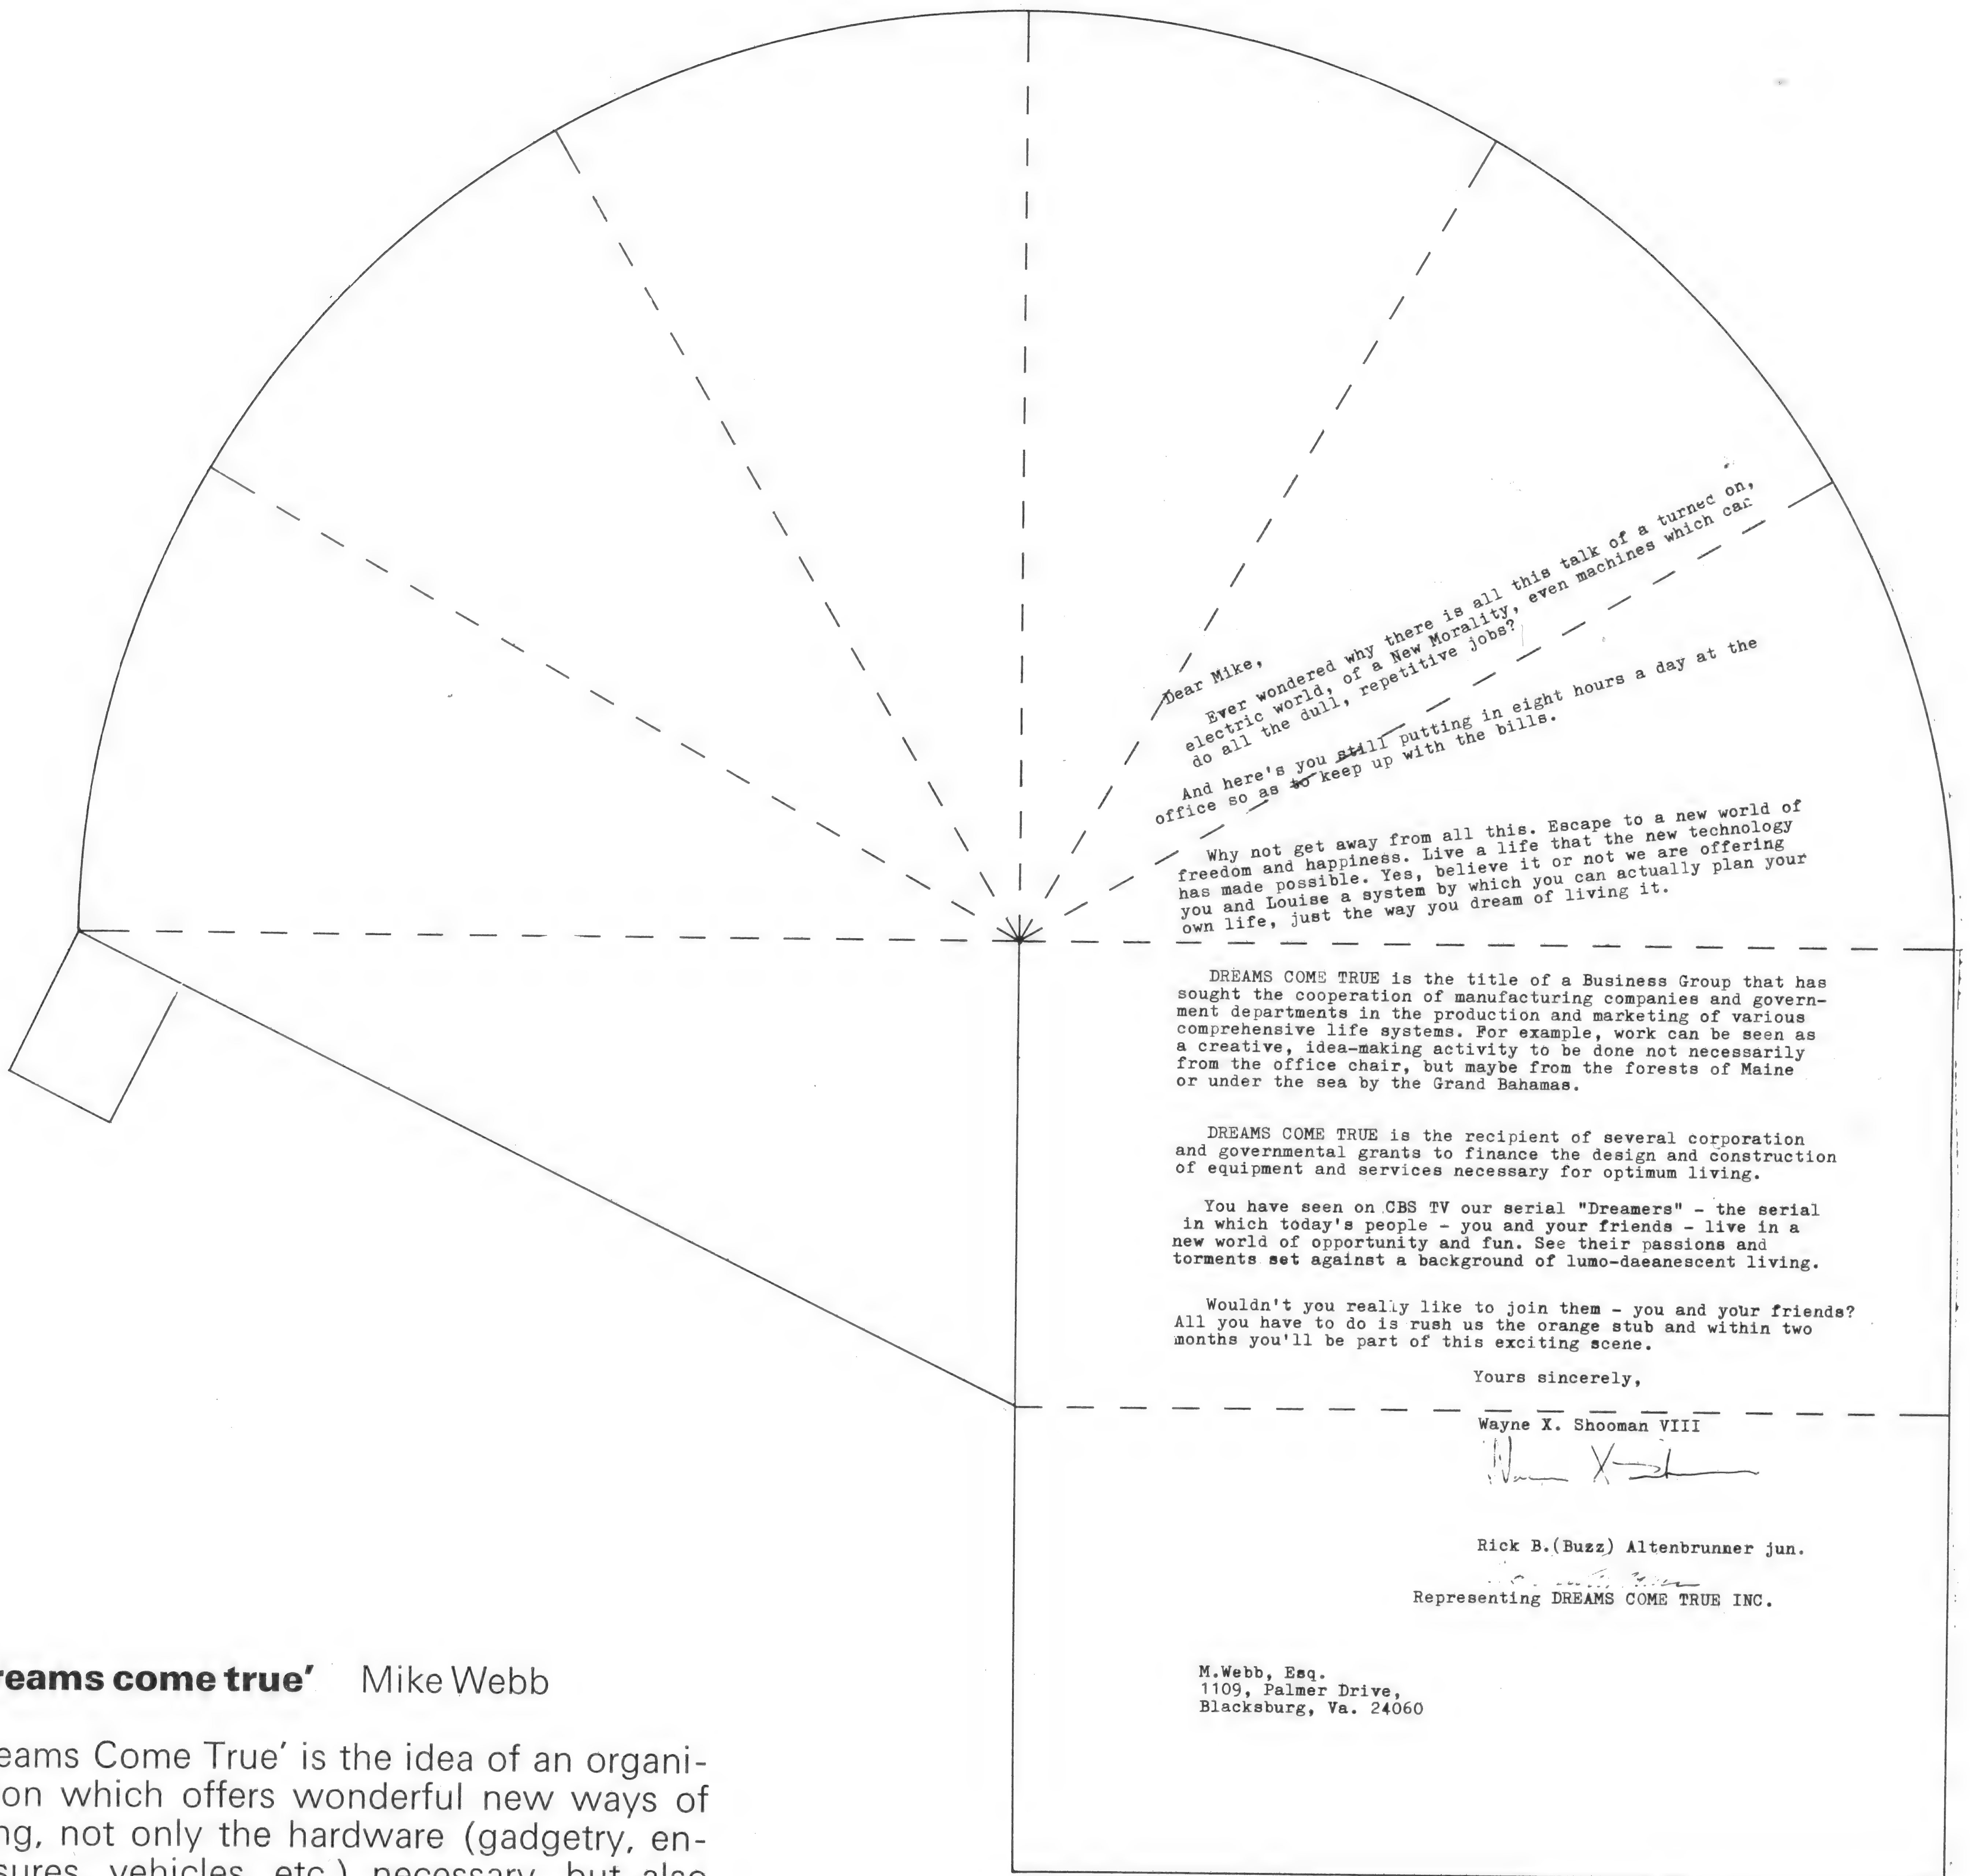 Dear Mike,
Ever wondered why there is all this talk of a turned on,
electric world, of a New Morality, even machines which can
do all the dull, repetitive jobs?
And here's you still putting in eight hours a day at the
office so as to keep up with the bills.
Why not get away from all this. Escape to a new world of
freedom and happiness. Live a life that the new technology
has made possible. Yes, believe it or not we are offering
you and Louise a system by which you can actually plan your
own life, just the way you dream of living it.
DREAMS COME TRUE is the title of a Business Group that has
sought the cooperation of manufacturing companies and govern-
ment departments in the production and marketing of various
comprehensive life systems. For example, work can be seen as
a creative, idea-making activity to be done not necessarily
from the office chair, but maybe from the forests of Maine
or under the sea by the Grand Bahamas.
DREAMS COME TRUE is the recipient of several corporation
and governmental grants to finance the design and construction
of equipment and services necessary for optimum living.
You have seen on CBS TV our serial "Dreamers" - the serial
in which today's people - you and your friends - live in a
new world of opportunity and fun. See their passions and
torments set against a background of lumo-daeanescent living.
Wouldn't you really like to join them - you and your friends?
All you have to do is rush us the orange stub and within two
months you'll be part of this exciting scene.
Yours sincerely,
Wayne X. Shooman VIII
Rick B.(Buzz) Altenbrunner jun.
Representing DREAMS COME TRUE INC.
M.Webb, Esq.
1109, Palmer Drive,
Blacksburg, Va. 24060
reams come true' Mike Webb
eams Come True' is the idea of an organi-
on which offers wonderful new ways of
ng, not only the hardware (gadgetry, en-
sures, vehicles, etc.) necessary, but also